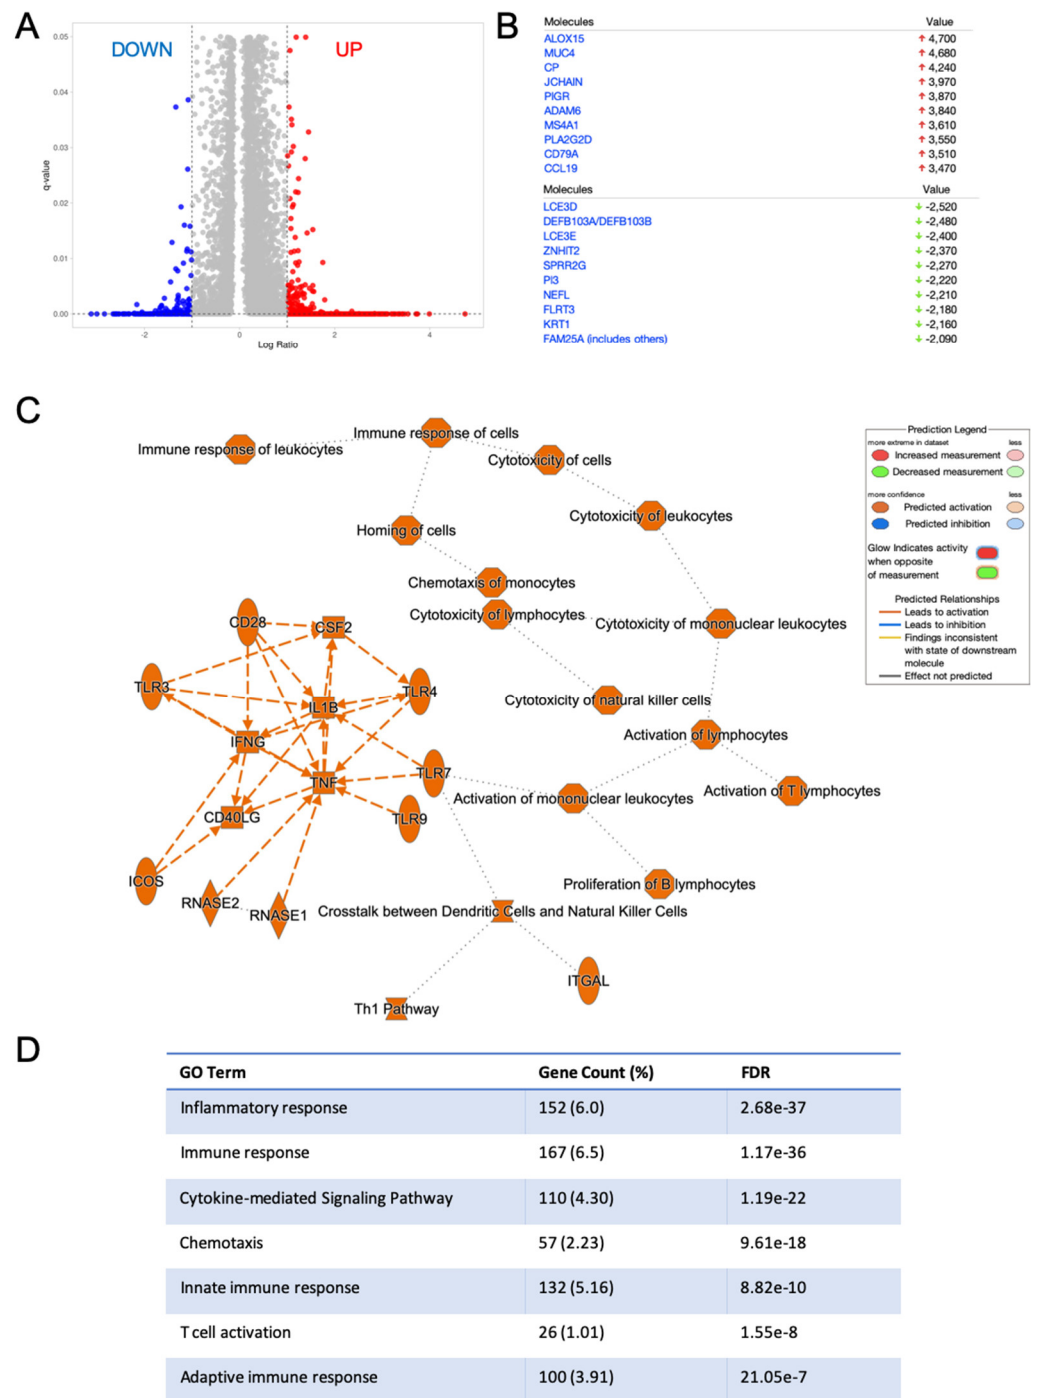 A
DOWN
UP
q-value
0.05
0.04
0.03
0.02
0.01
0.00
-2
0
2
4
Log Ratio
B
Molecules Value
ALOX15 ↑ 4,700
MUC4 ↑ 4,680
CP ↑ 4,240
JCHAIN ↑ 3,970
PIGR ↑ 3,870
ADAM6 ↑ 3,840
MS4A1 ↑ 3,610
PLA2G2D ↑ 3,550
CD79A ↑ 3,510
CCL19 ↑ 3,470
Molecules Value
LCE3D ↓ -2,520
DEFB103A/DEFB103B ↓ -2,480
LCE3E ↓ -2,400
ZNHIT2 ↓ -2,370
SPRR2G ↓ -2,270
PI3 ↓ -2,220
NEFL ↓ -2,210
FLRT3 ↓ -2,180
KRT1 ↓ -2,160
FAM25A (includes others) ↓ -2,090
C
Immune response of leukocytes
Immune response of cells
Cytotoxicity of cells
Cytotoxicity of leukocytes
Homing of cells
Chemotaxis of monocytes
Cytotoxicity of lymphocytes
Cytotoxicity of mononuclear leukocytes
Cytotoxicity of natural killer cells
Activation of lymphocytes
Activation of mononuclear leukocytes
Activation of T lymphocytes
Proliferation of B lymphocytes
Crosstalk between Dendritic Cells and Natural Killer Cells
Th1 Pathway
ITGAL
CD28
CSF2
TLR3
TLR4
IL1B
IFNG
TNF
TLR7
CD40LG
TLR9
ICOS
RNASE2
RNASE1
Prediction Legend
more extreme in dataset less
Increased measurement
Decreased measurement
more confidence less
Predicted activation
Predicted inhibition
Glow Indicates activity
when opposite
of measurement
Predicted Relationships
Leads to activation
Leads to inhibition
Findings inconsistent
with state of downstream
molecule
Effect not predicted
D
GO Term Gene Count (%) FDR
Inflammatory response 152 (6.0) 2.68e-37
Immune response 167 (6.5) 1.17e-36
Cytokine-mediated Signaling Pathway 110 (4.30) 1.19e-22
Chemotaxis 57 (2.23) 9.61e-18
Innate immune response 132 (5.16) 8.82e-10
T cell activation 26 (1.01) 1.55e-8
Adaptive immune response 100 (3.91) 21.05e-7